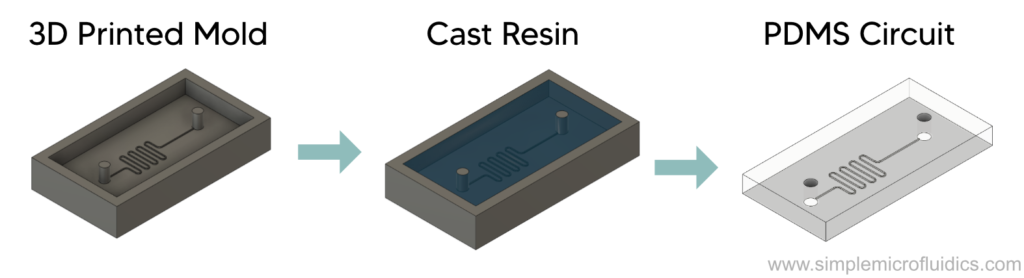 3D Printed Mold
Cast Resin
PDMS Circuit
www.simplemicrofluidics.com